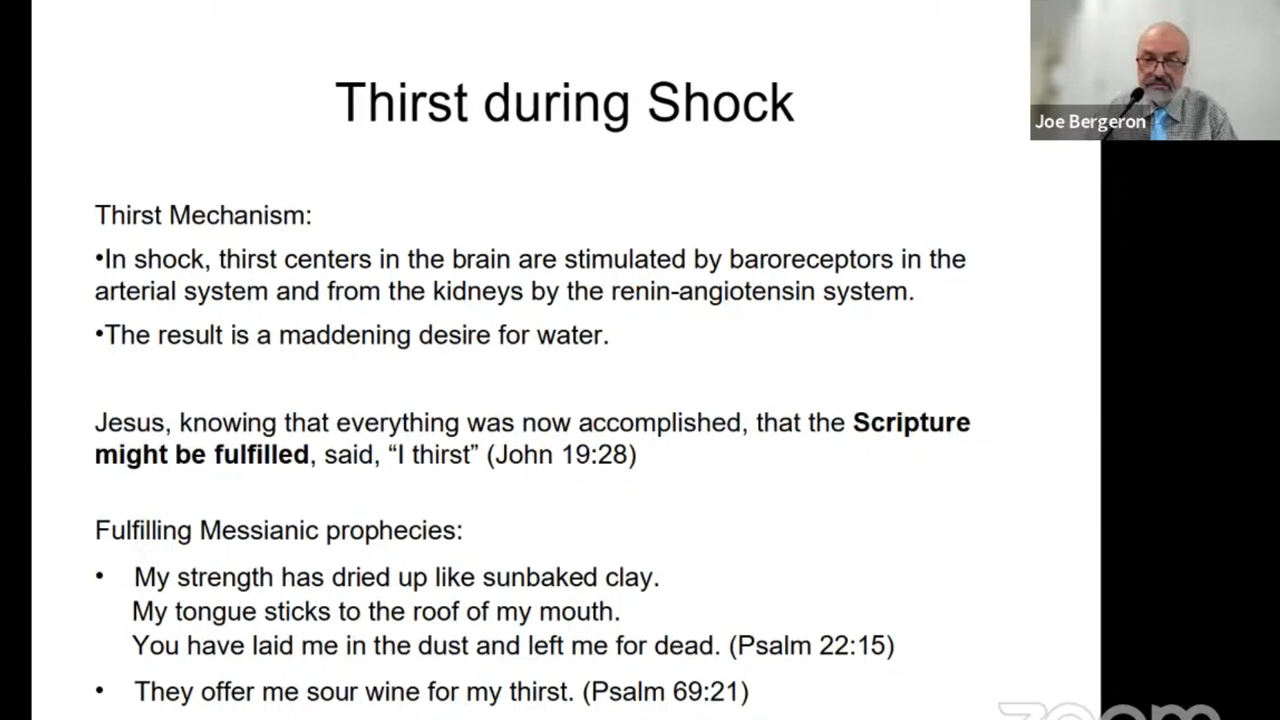 Thirst during Shock
Joe Bergeron
Thirst Mechanism:
•In shock, thirst centers in the brain are stimulated by baroreceptors in the
arterial system and from the kidneys by the renin-angiotensin system.
•The result is a maddening desire for water.
Jesus, knowing that everything was now accomplished, that the Scripture
might be fulfilled, said, “I thirst” (John 19:28)
Fulfilling Messianic prophecies:
• My strength has dried up like sunbaked clay.
My tongue sticks to the roof of my mouth.
You have laid me in the dust and left me for dead. (Psalm 22:15)
• They offer me sour wine for my thirst. (Psalm 69:21)
zoom